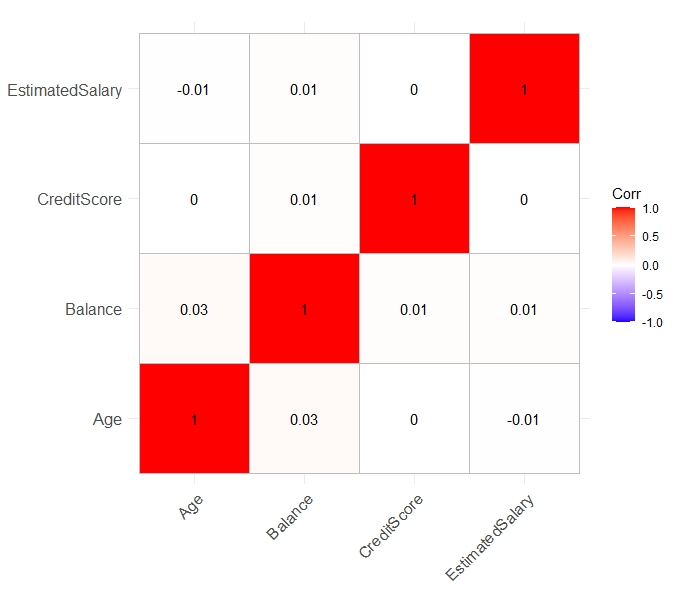 EstimatedSalary -0.01 0.01 0 1
CreditScore 0 0.01 1 0
Balance 0.03 1 0.01 0.01
Age 1 0.03 0 -0.01
Age Balance CreditScore EstimatedSalary
Corr
1.0
0.5
0.0
-0.5
-1.0